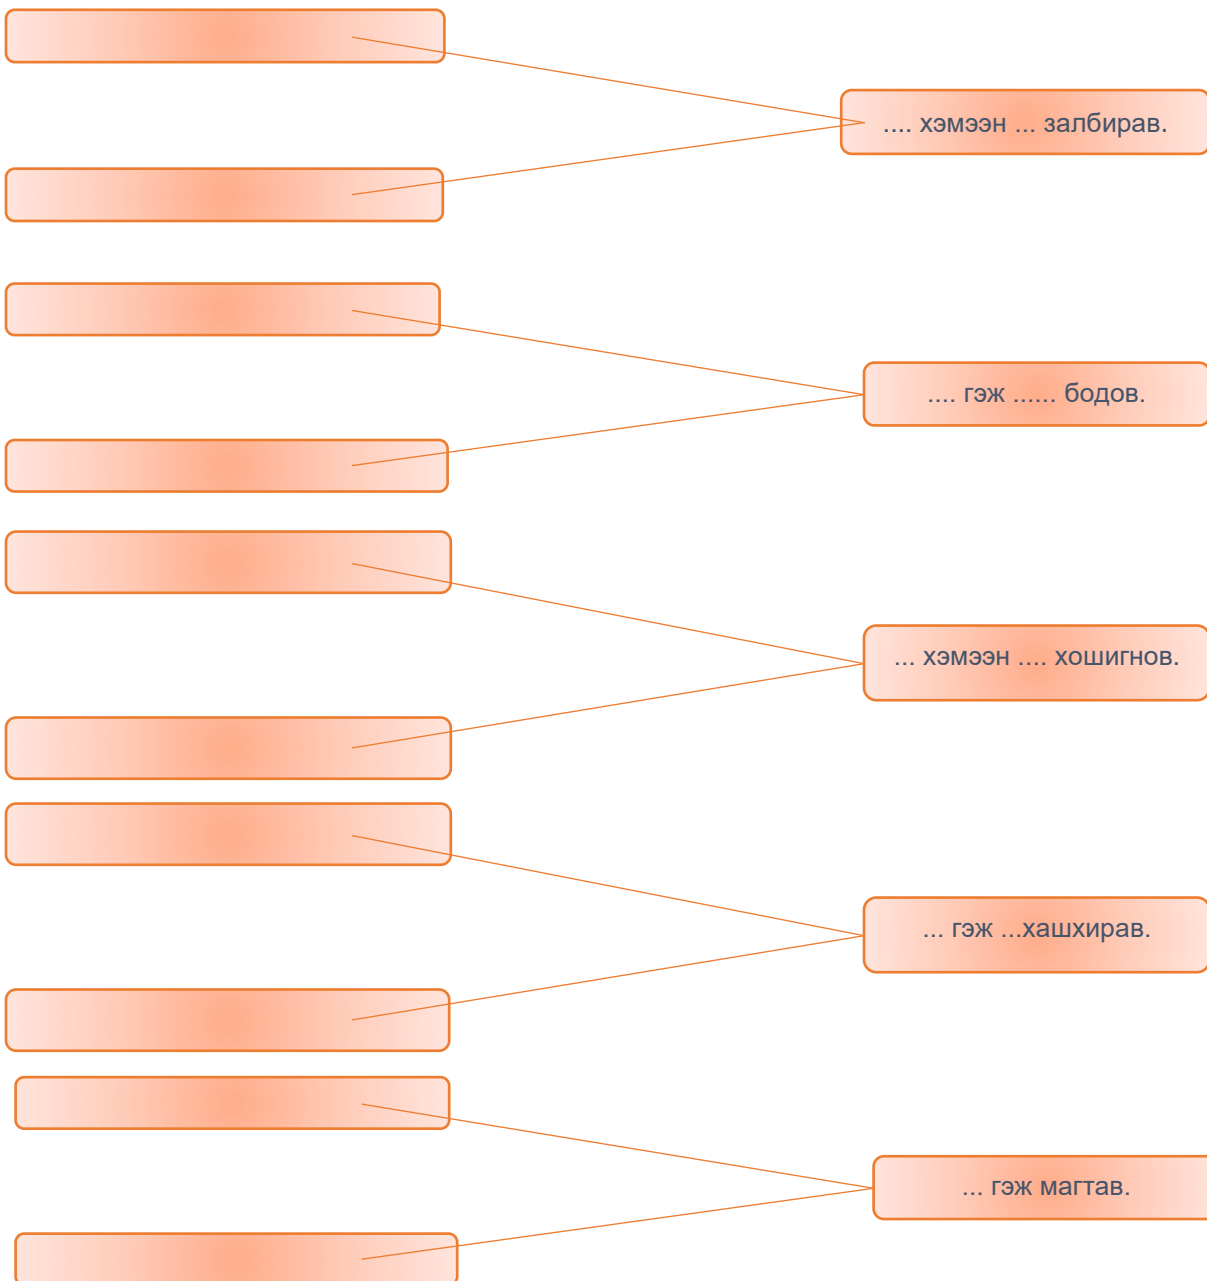 .... хэмээн ... залбирав.
.... гэж ...... бодов.
... хэмээн .... хошигнов.
... гэж ...хашхирав.
... гэж магтав.